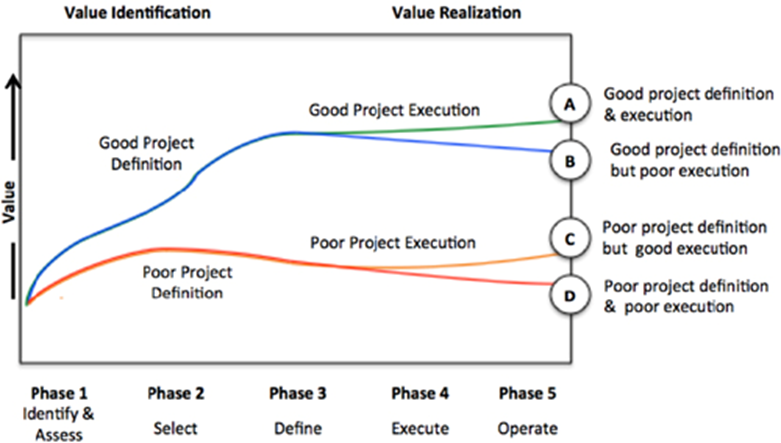 Value Identification
Value Realization
Good Project Execution
A
Good project definition
& execution
Good Project
Definition
B
Good project definition
but poor execution
Value
Poor Project Execution
C
Poor project definition
but good execution
Poor Project
Definition
D
Poor project definition
& poor execution
Phase 1
Identify &
Assess
Phase 2
Select
Phase 3
Define
Phase 4
Execute
Phase 5
Operate